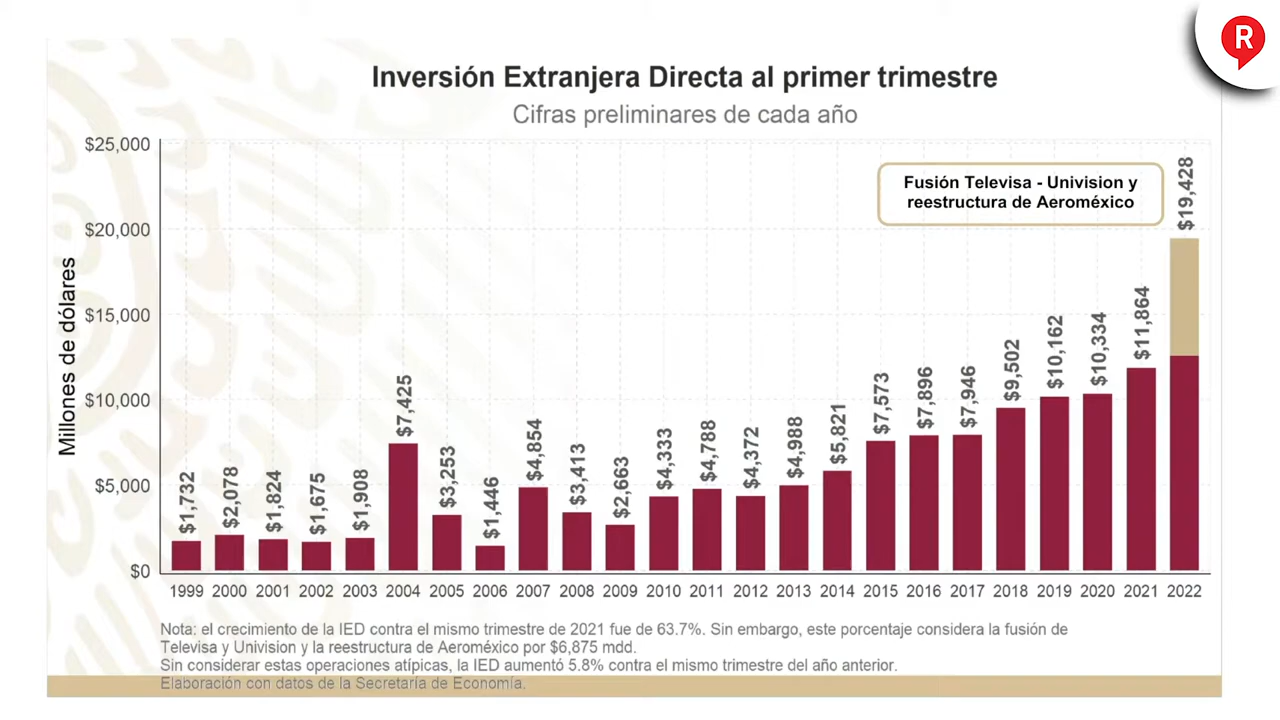 R
Inversión Extranjera Directa al primer trimestre
Cifras preliminares de cada año
Millones de dólares
$25,000
$20,000
$15,000
$10,000
$5,000
$0
Fusión Televisa - Univision y
reestructura de Aeroméxico
$1,732
$2,078
$1,824
$1,675
$1,908
$7,425
$3,253
$1,446
$4,854
$3,413
$2,663
$4,333
$4,788
$4,372
$4,988
$5,821
$7,573
$7,896
$7,946
$9,502
$10,162
$10,334
$11,864
$19,428
1999 2000 2001 2002 2003 2004 2005 2006 2007 2008 2009 2010 2011 2012 2013 2014 2015 2016 2017 2018 2019 2020 2021 2022
Nota: el crecimiento de la IED contra el mismo trimestre de 2021 fue de 63.7%. Sin embargo, este porcentaje considera la fusión de
Televisa y Univision y la reestructura de Aeroméxico por $6,875 mdd.
Sin considerar estas operaciones atípicas, la IED aumentó 5.8% contra el mismo trimestre del año anterior.
Elaboración con datos de la Secretaría de Economía.